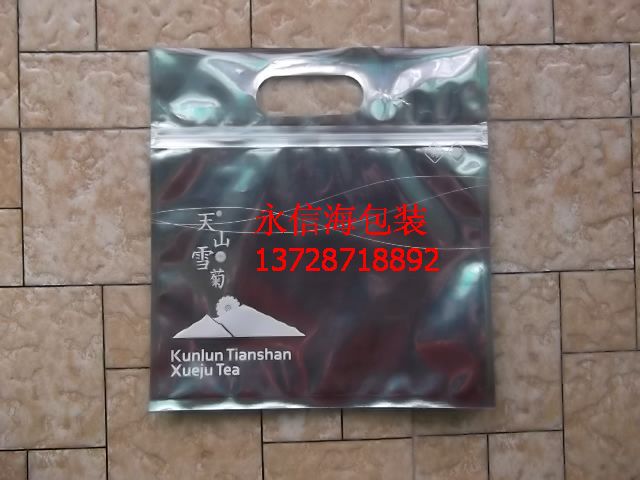 天山雪菊
永信海包装
13728718892
Kunlun Tianshan
Xueju Tea